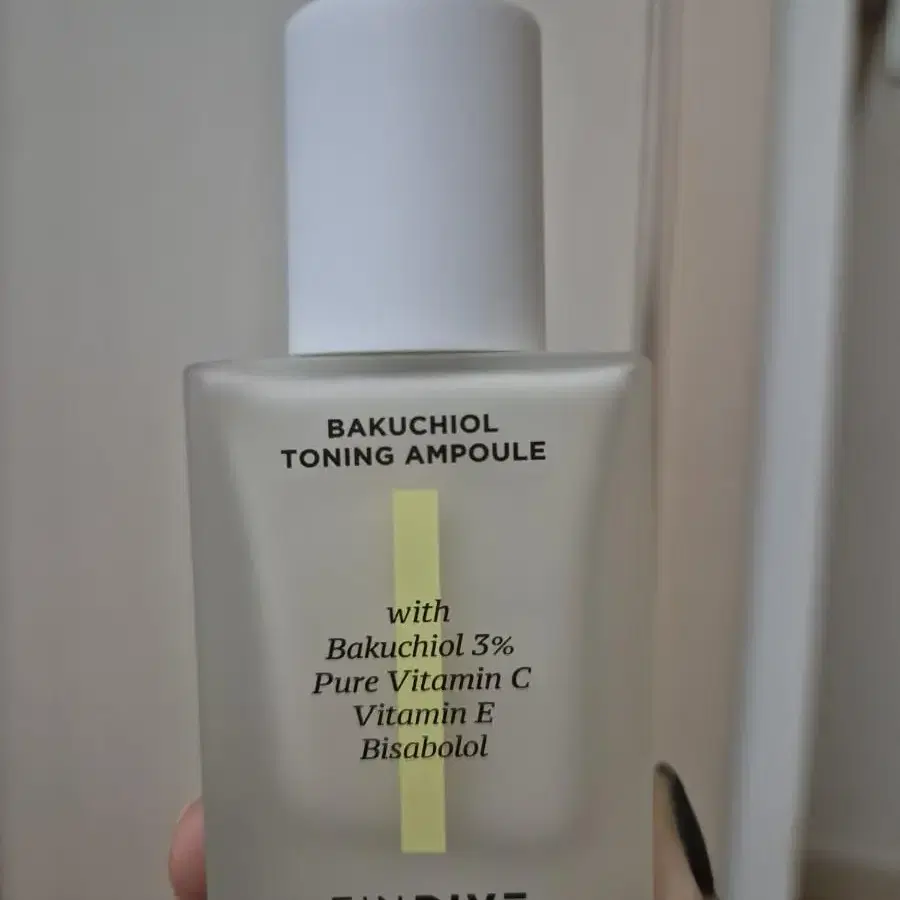 BAKUCHIOL
TONING AMPOULE
with
Bakuchiol 3%
Pure Vitamin C
Vitamin E
Bisabolol